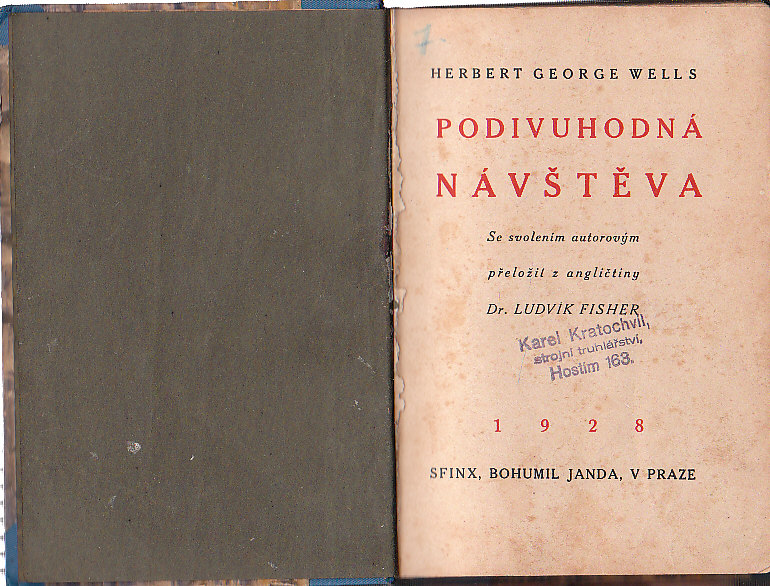 7.
HERBERT GEORGE WELLS
PODIVUHODNÁ
NÁVŠTĚVA
Se svolením autorovým
přeložil z angličtiny
Dr. LUDVÍK FISHER
Karel Kratochvil,
strojní truhlářství,
Hostim 163.
1 9 2 8
SFINX, BOHUMIL JANDA, V PRAZE